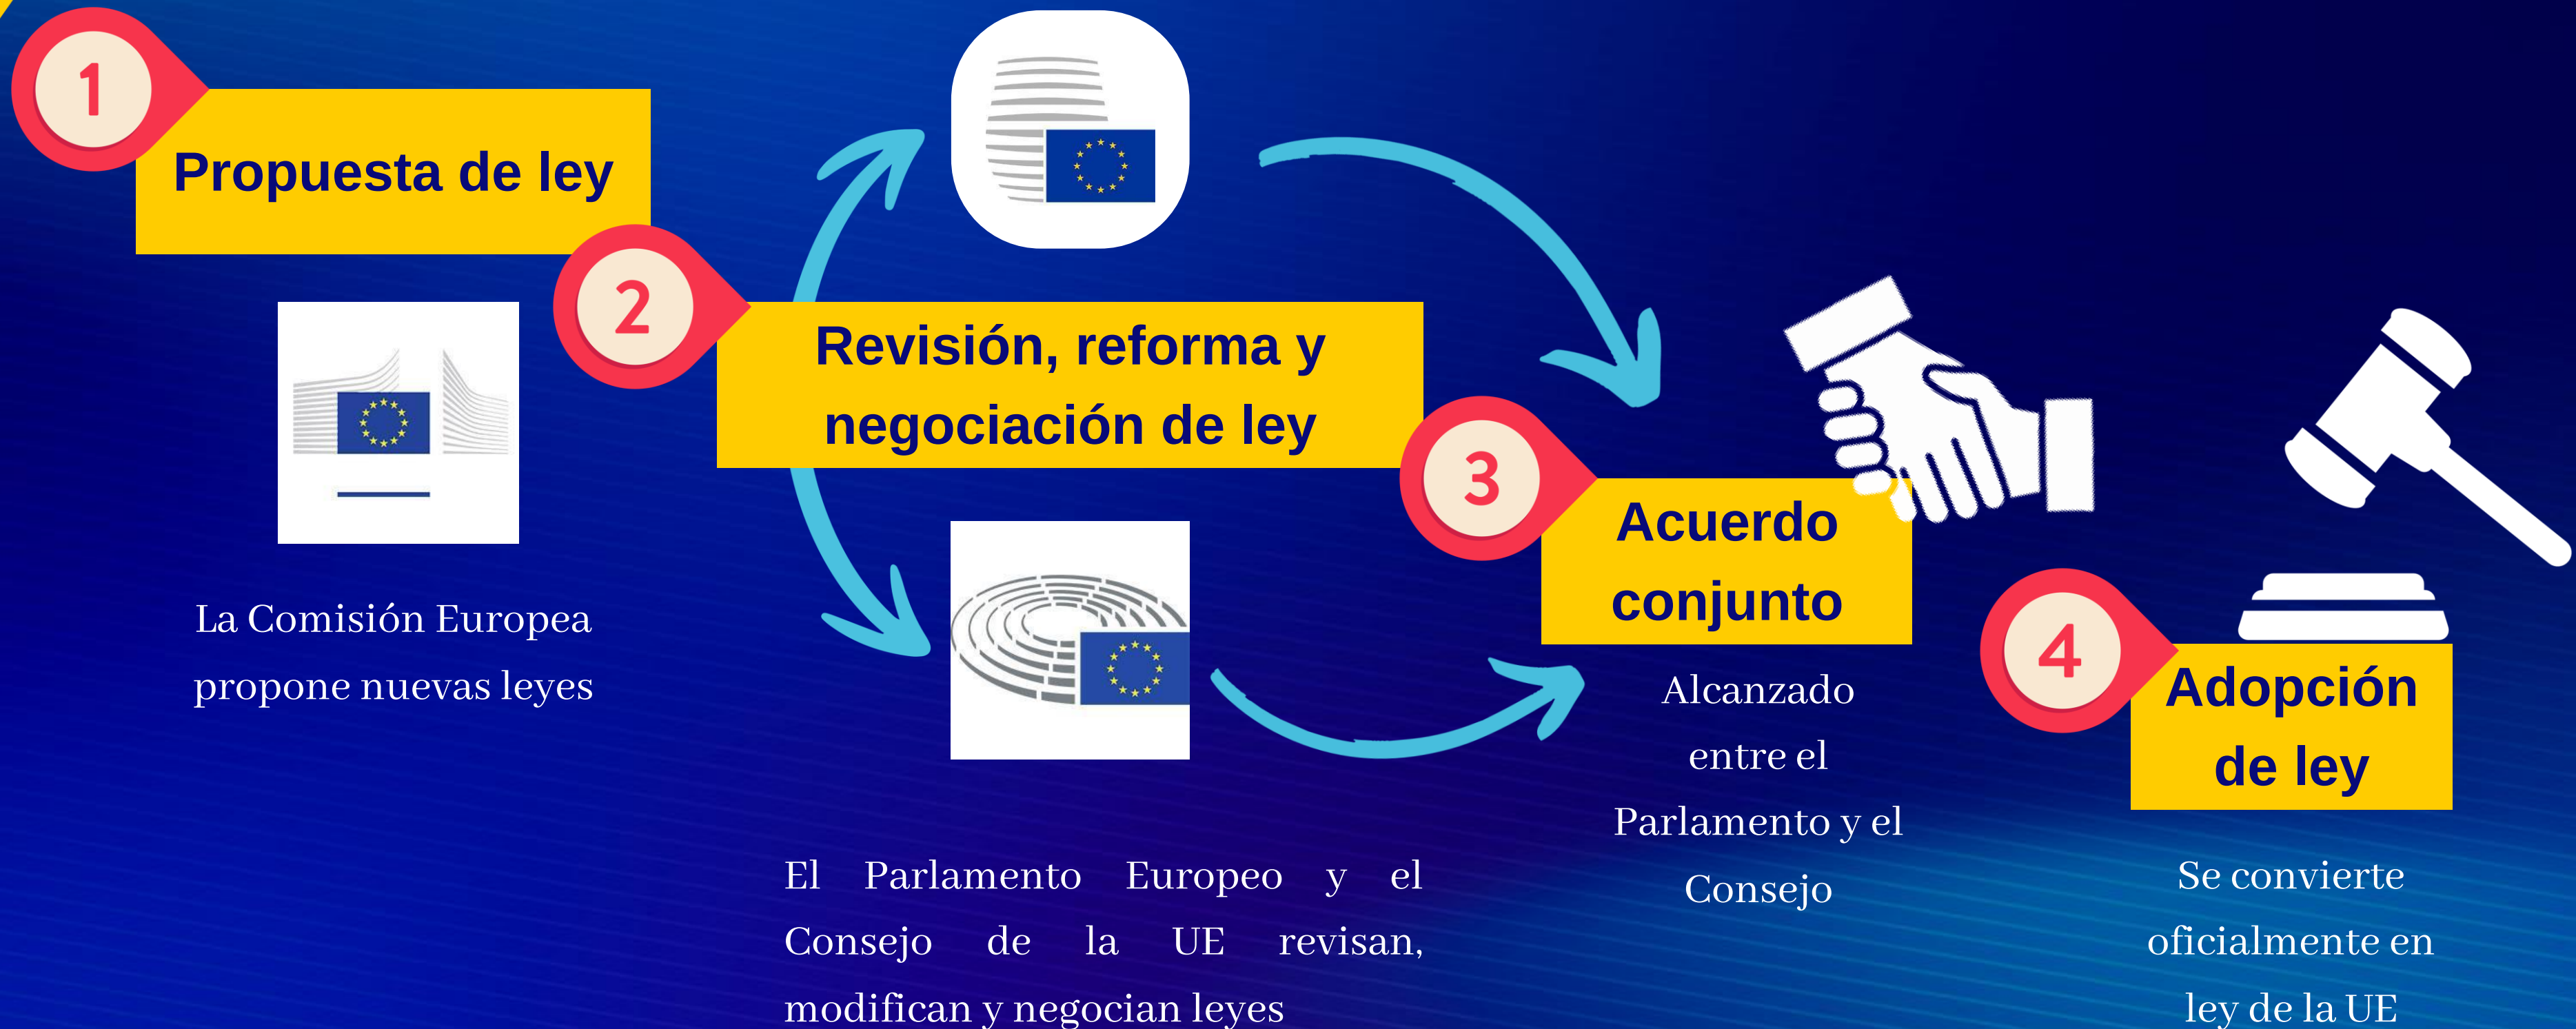 1
Propuesta de ley
La Comisión Europea
propone nuevas leyes
2
Revisión, reforma y
negociación de ley
El Parlamento Europeo y el
Consejo de la UE revisan,
modifican y negocian leyes
3
Acuerdo
conjunto
Alcanzado
entre el
Parlamento y el
Consejo
4
Adopción
de ley
Se convierte
oficialmente en
ley de la UE